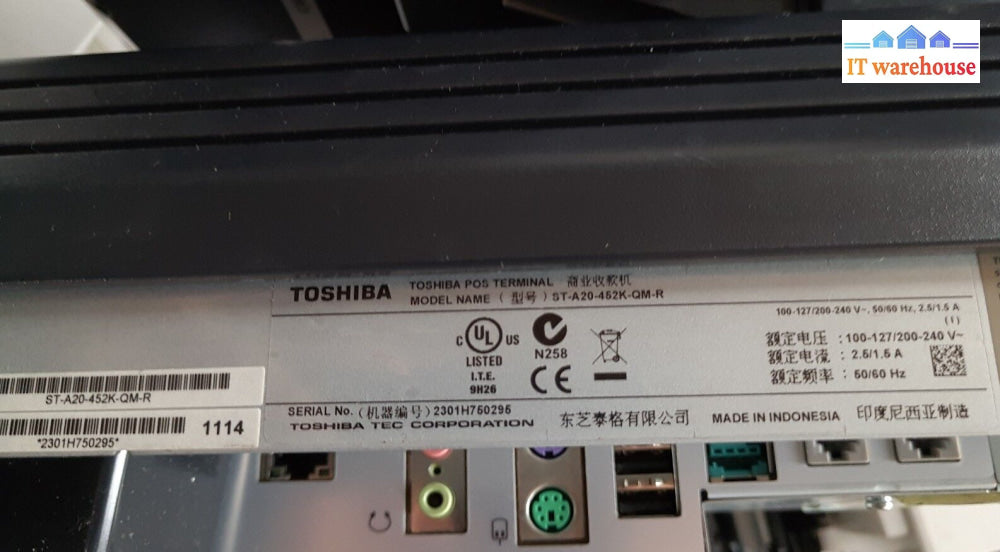 IT warehouse
TOSHIBA
TOSHIBA POS TERMINAL 商业收款机
MODEL NAME ( 型号 ) ST-A20-452K-QM-R
100-127/200-240 V~, 50/60 Hz, 2.5/1.5 A
(1)
额定电压 : 100-127/200-240 V~
额定电流 : 2.5/1.5 A
额定频率 : 50/60 Hz
C UL US
LISTED
I.T.E.
9H26
N258
CE
ST-A20-452K-QM-R
*2301H750295*
1114
SERIAL No. (机器编号) 2301H750295
TOSHIBA TEC CORPORATION 东芝泰格有限公司 MADE IN INDONESIA 印度尼西亚制造